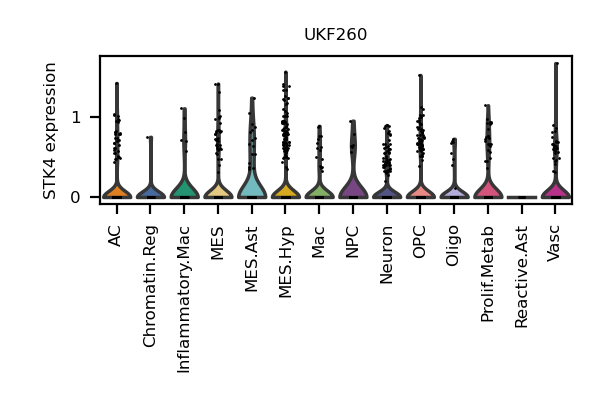 UKF260
STK4 expression
1
0
AC
Chromatin.Reg
Inflammatory.Mac
MES
MES.Ast
MES.Hyp
Mac
NPC
Neuron
OPC
Oligo
Prolif.Metab
Reactive.Ast
Vasc